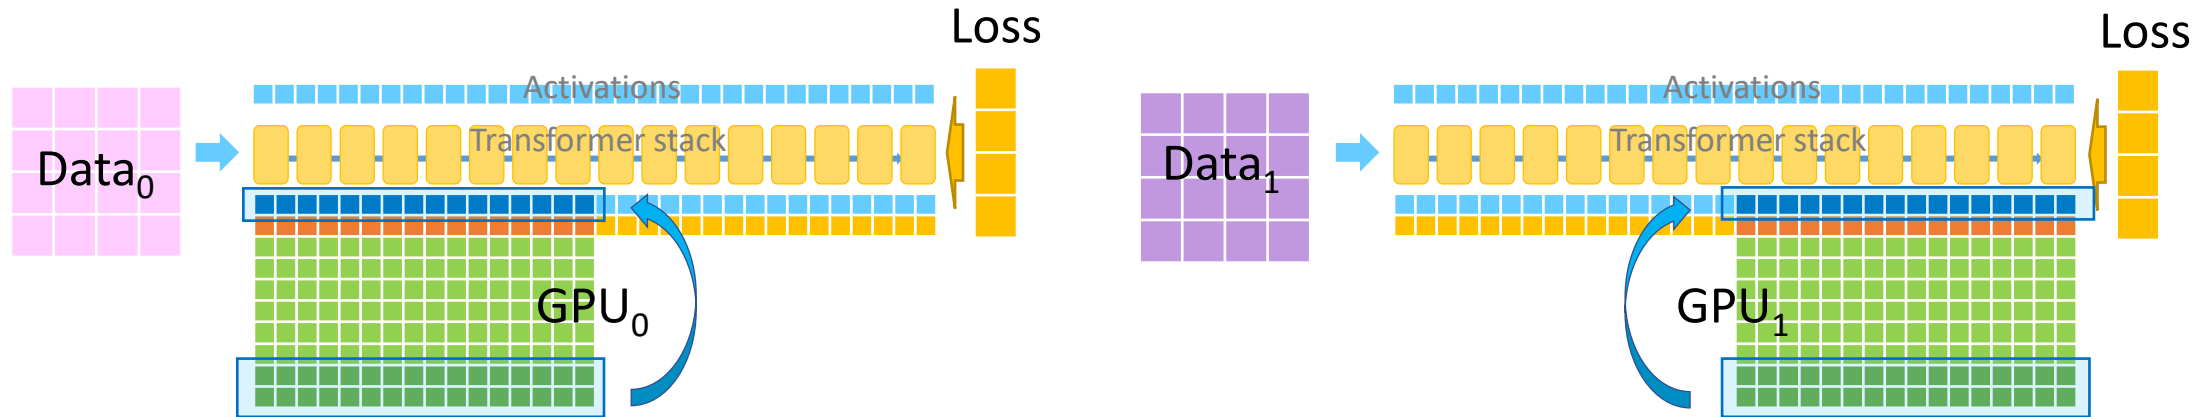 Loss
Activations
Transformer stack
Data₀
GPU₀
Loss
Activations
Transformer stack
Data₁
GPU₁